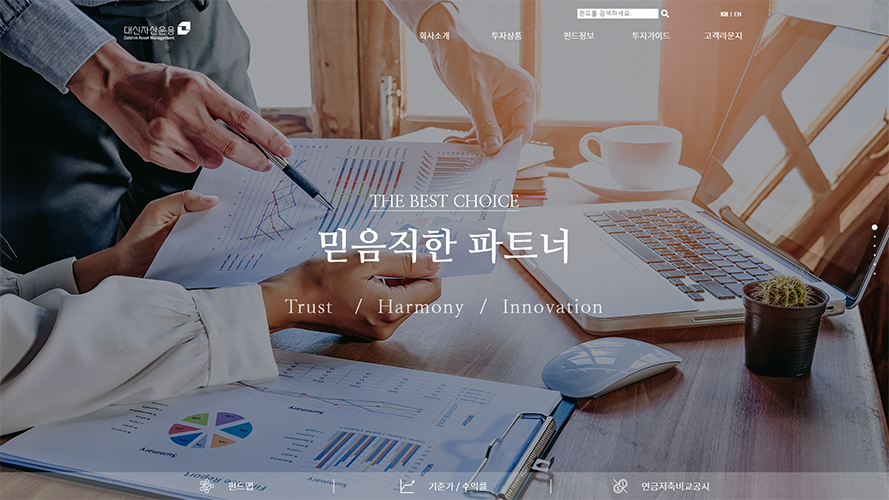 펀드를 검색하세요.
KR | EN
대신자산운용
Daishin Asset Management
회사소개 투자상품 펀드정보 투자가이드 고객라운지
THE BEST CHOICE
믿음직한 파트너
Trust / Harmony / Innovation
Summary
Summary
펀드맵 | 기준가 / 수익률 | 연금저축비교공시